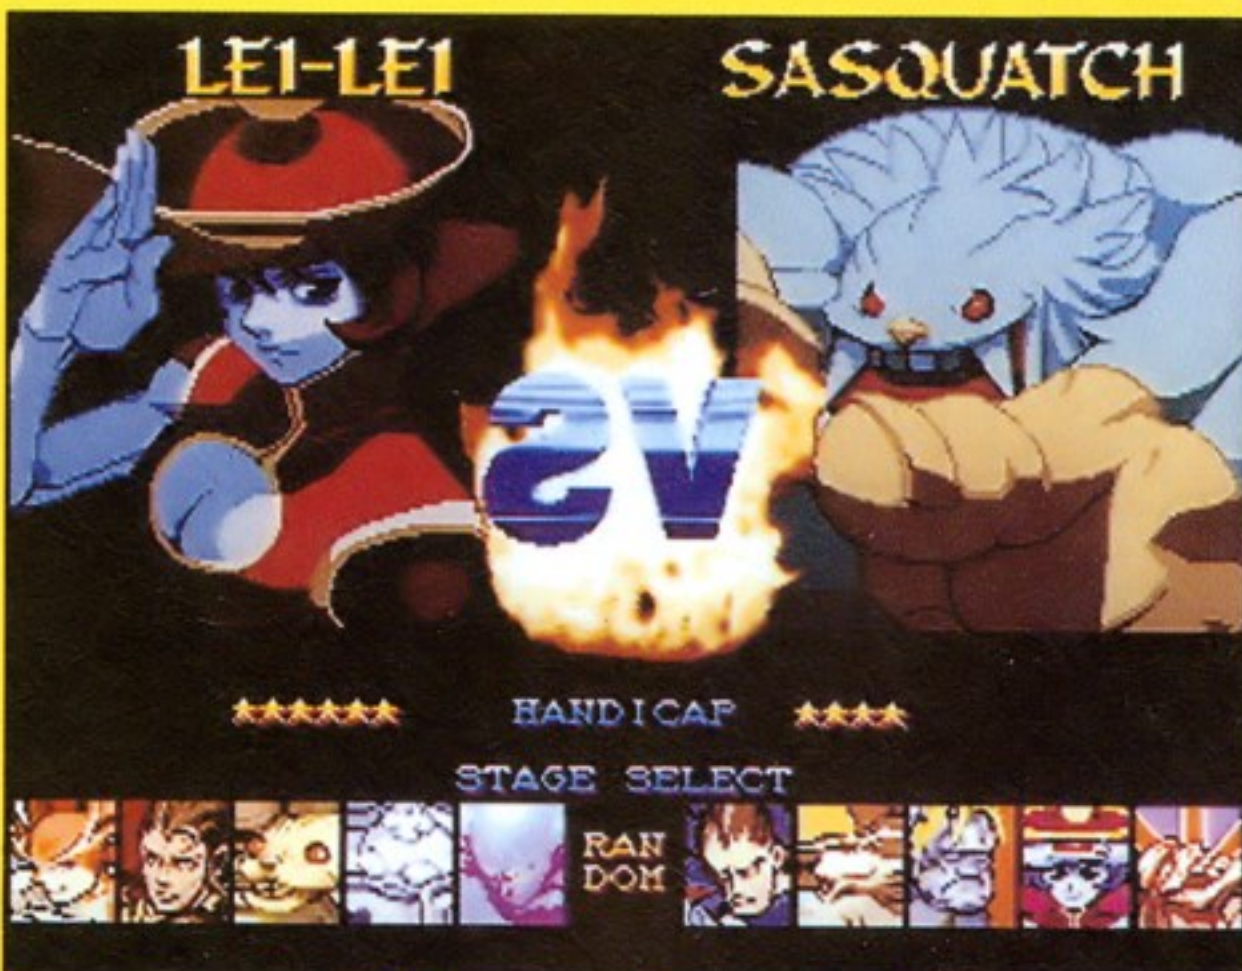 LEI-LEI
SASQUATCH
VS
HANDICAP
STAGE SELECT
RAN
DOM